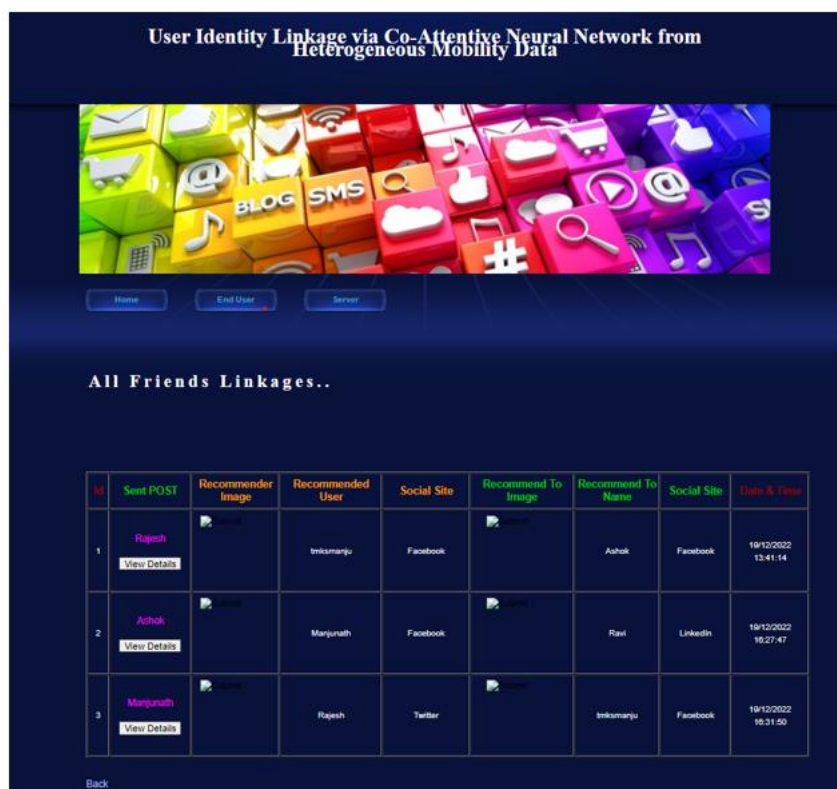 User Identity Linkage via Co-Attentive Neural Network from
Heterogeneous Mobility Data
BLOG SMS
Home End User Server
All Friends Linkages..
Id Sent POST Recommender Image Recommended User Social Site Recommend To Image Recommend To Name Social Site Date & Time
1 Rajesh View Details tmksmanju Facebook Ashok Facebook 19/12/2022 13:41:14
2 Ashok View Details Manjunath Facebook Ravi LinkedIn 19/12/2022 16:27:47
3 Manjunath View Details Rajesh Twitter tmksmanju Facebook 19/12/2022 16:31:50
Back